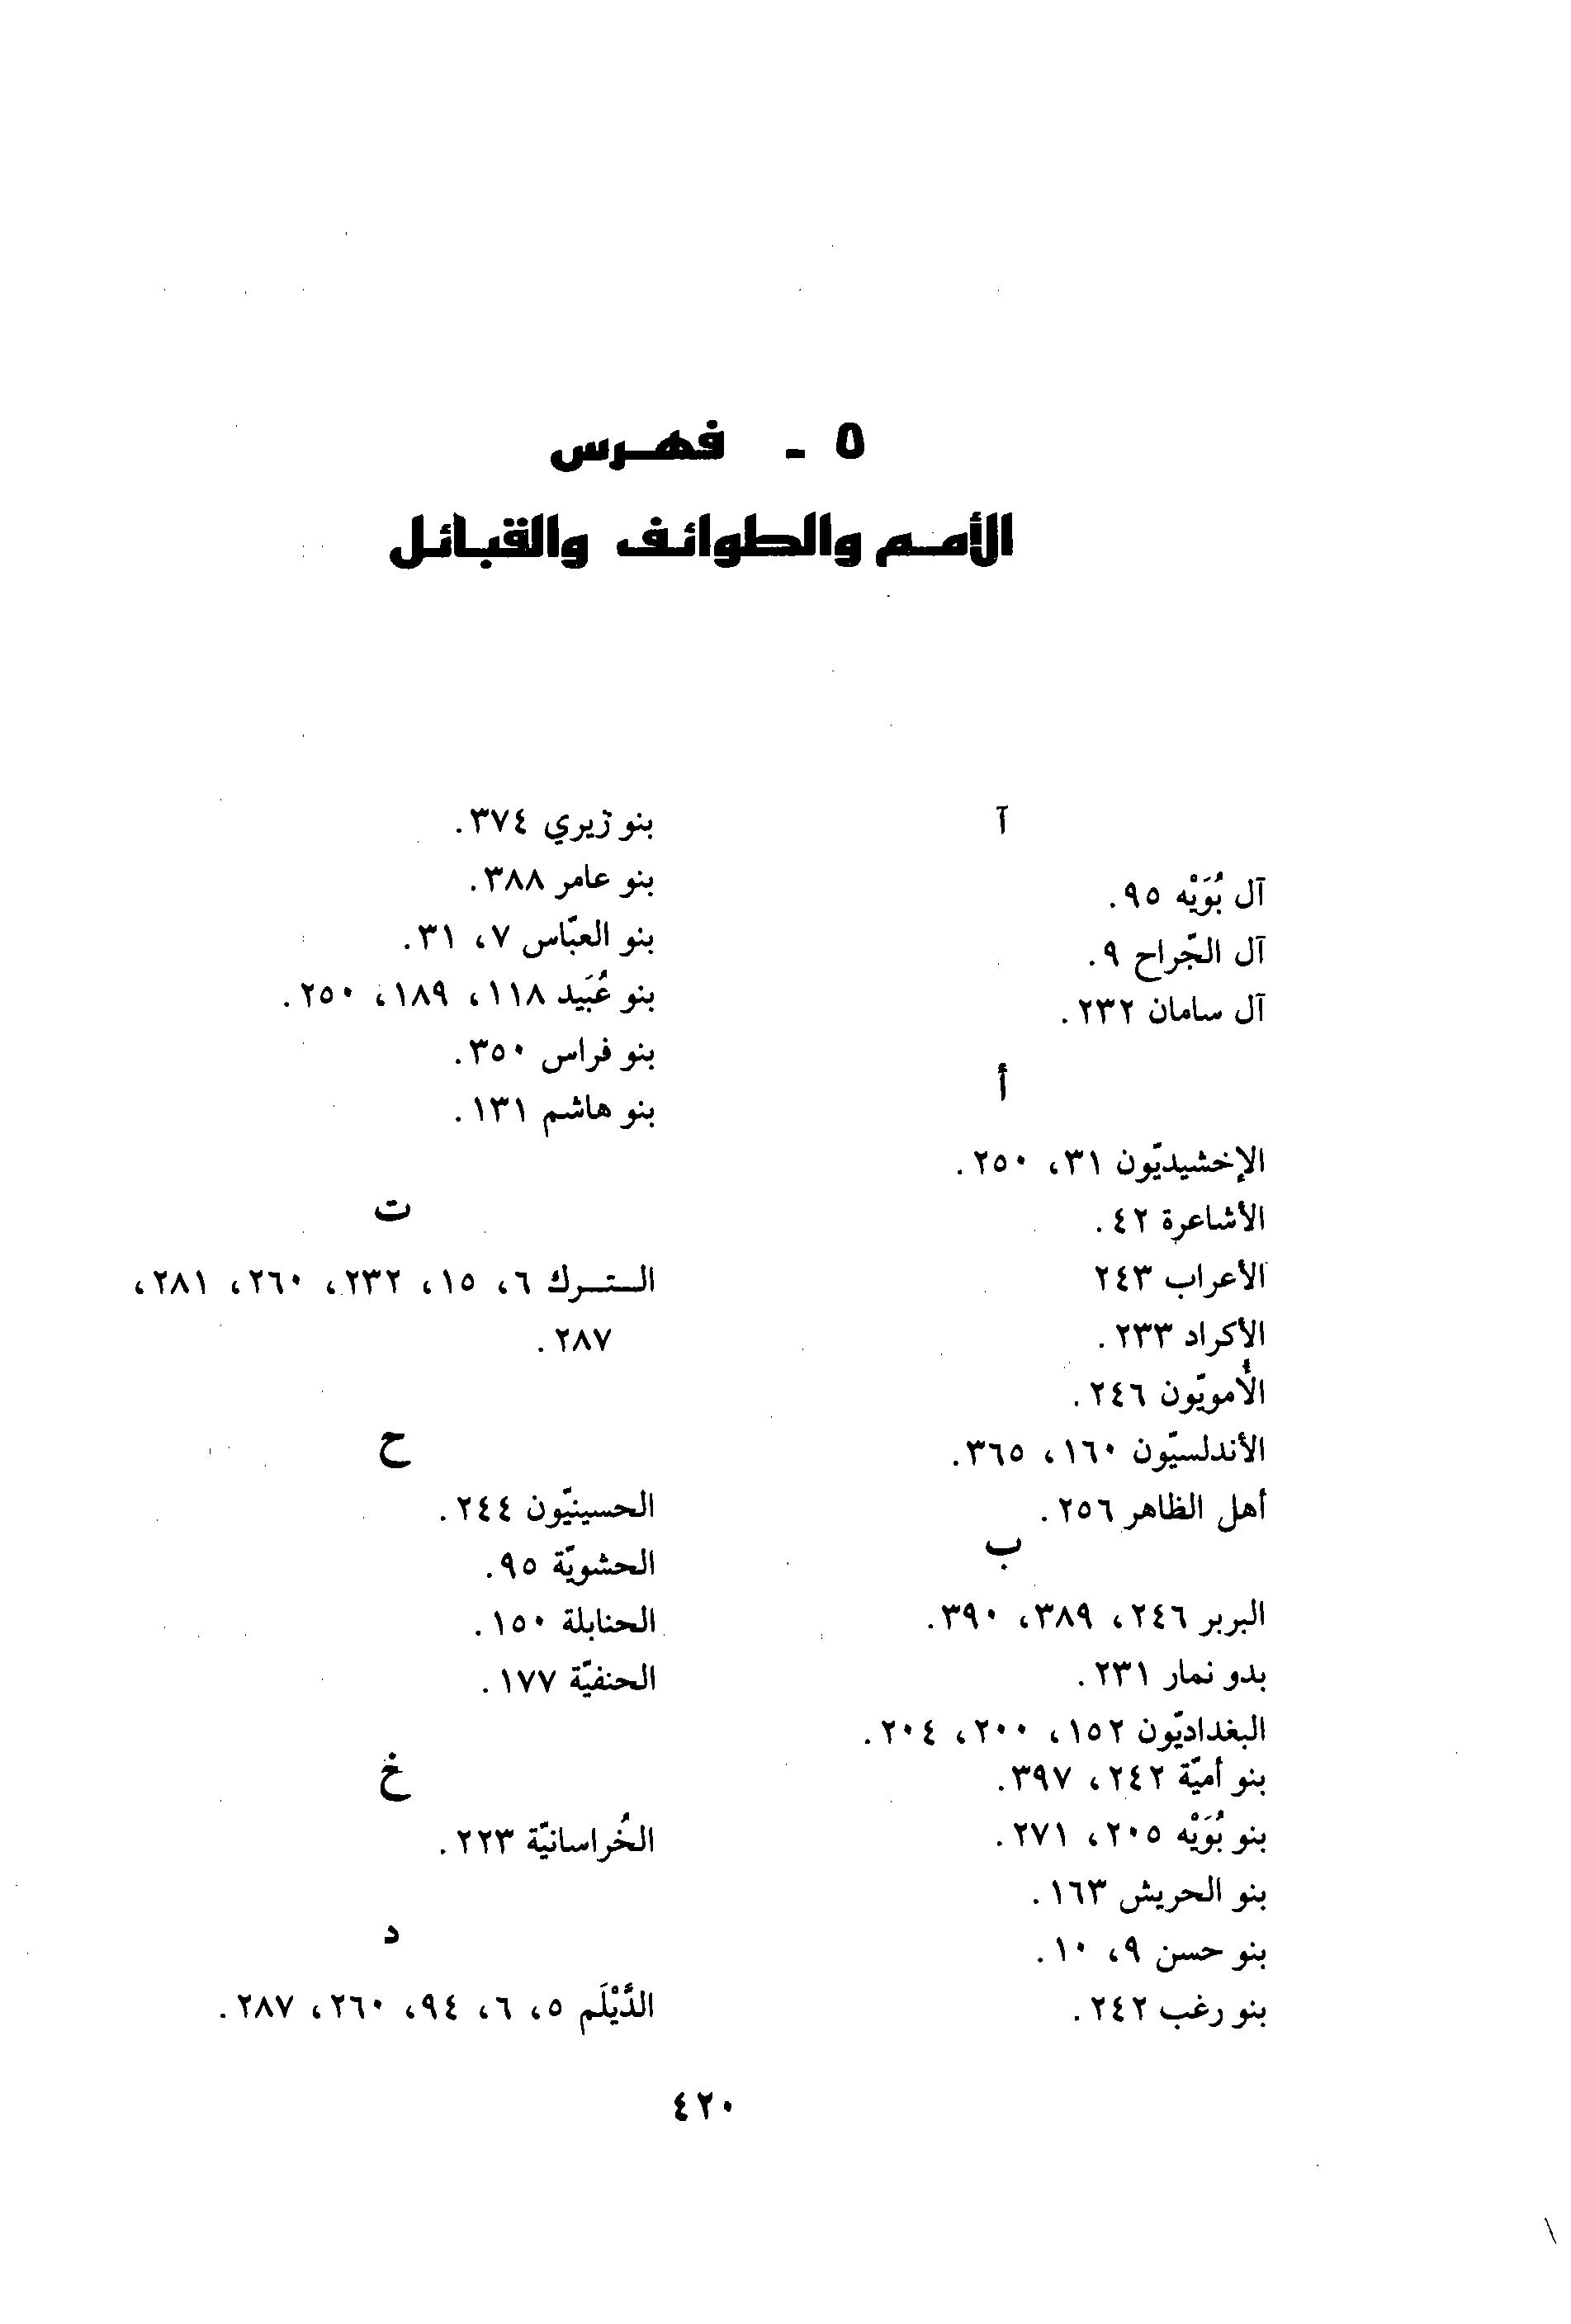 ٥ - فهرس
الأمم والطوائف والقبائل
آ
آل بُوَيْه ٩٥.
آل الجّراح ٩.
آل سامان ٢٣٢.
أ
الإخشيديّون ٣١، ٢٥٠.
الأشاعرة ٤٢.
الأعراب ٢٤٣
الأكراد ٢٣٣.
الأُمويّون ٢٤٦.
الأندلسيّون ١٦٠، ٣٦٥.
أهل الظاهر ٢٥٦.
ب
البربر ٢٤٦، ٣٨٩، ٣٩٠.
بدو نمار ٢٣١.
البغداديّون ١٥٢، ٢٠٠، ٢٠٤.
بنو أميّة ٢٤٢، ٣٩٧.
بنو بُوَيْه ٢٠٥، ٢٧١.
بنو الحريش ١٦٣.
بنو حسن ٩، ١٠.
بنو رغب ٢٤٢.
بنو زيري ٣٧٤.
بنو عامر ٣٨٨.
بنو العبّاس ٧، ٣١.
بنو عُبَيد ١١٨، ١٨٩، ٢٥٠.
بنو فراس ٣٥٠.
بنو هاشم ١٣١.
ت
الترك ٦، ١٥، ٢٣٢، ٢٦٠، ٢٨١،
٢٨٧.
ح
الحسينيّون ٢٤٤.
الحشويّة ٩٥.
الحنابلة ١٥٠.
الحنفيّة ١٧٧.
خ
الخُراسانيّة ٢٢٣.
د
الدَّيْلَم ٥، ٦، ٩٤، ٢٦٠، ٢٨٧.
٤٢٠